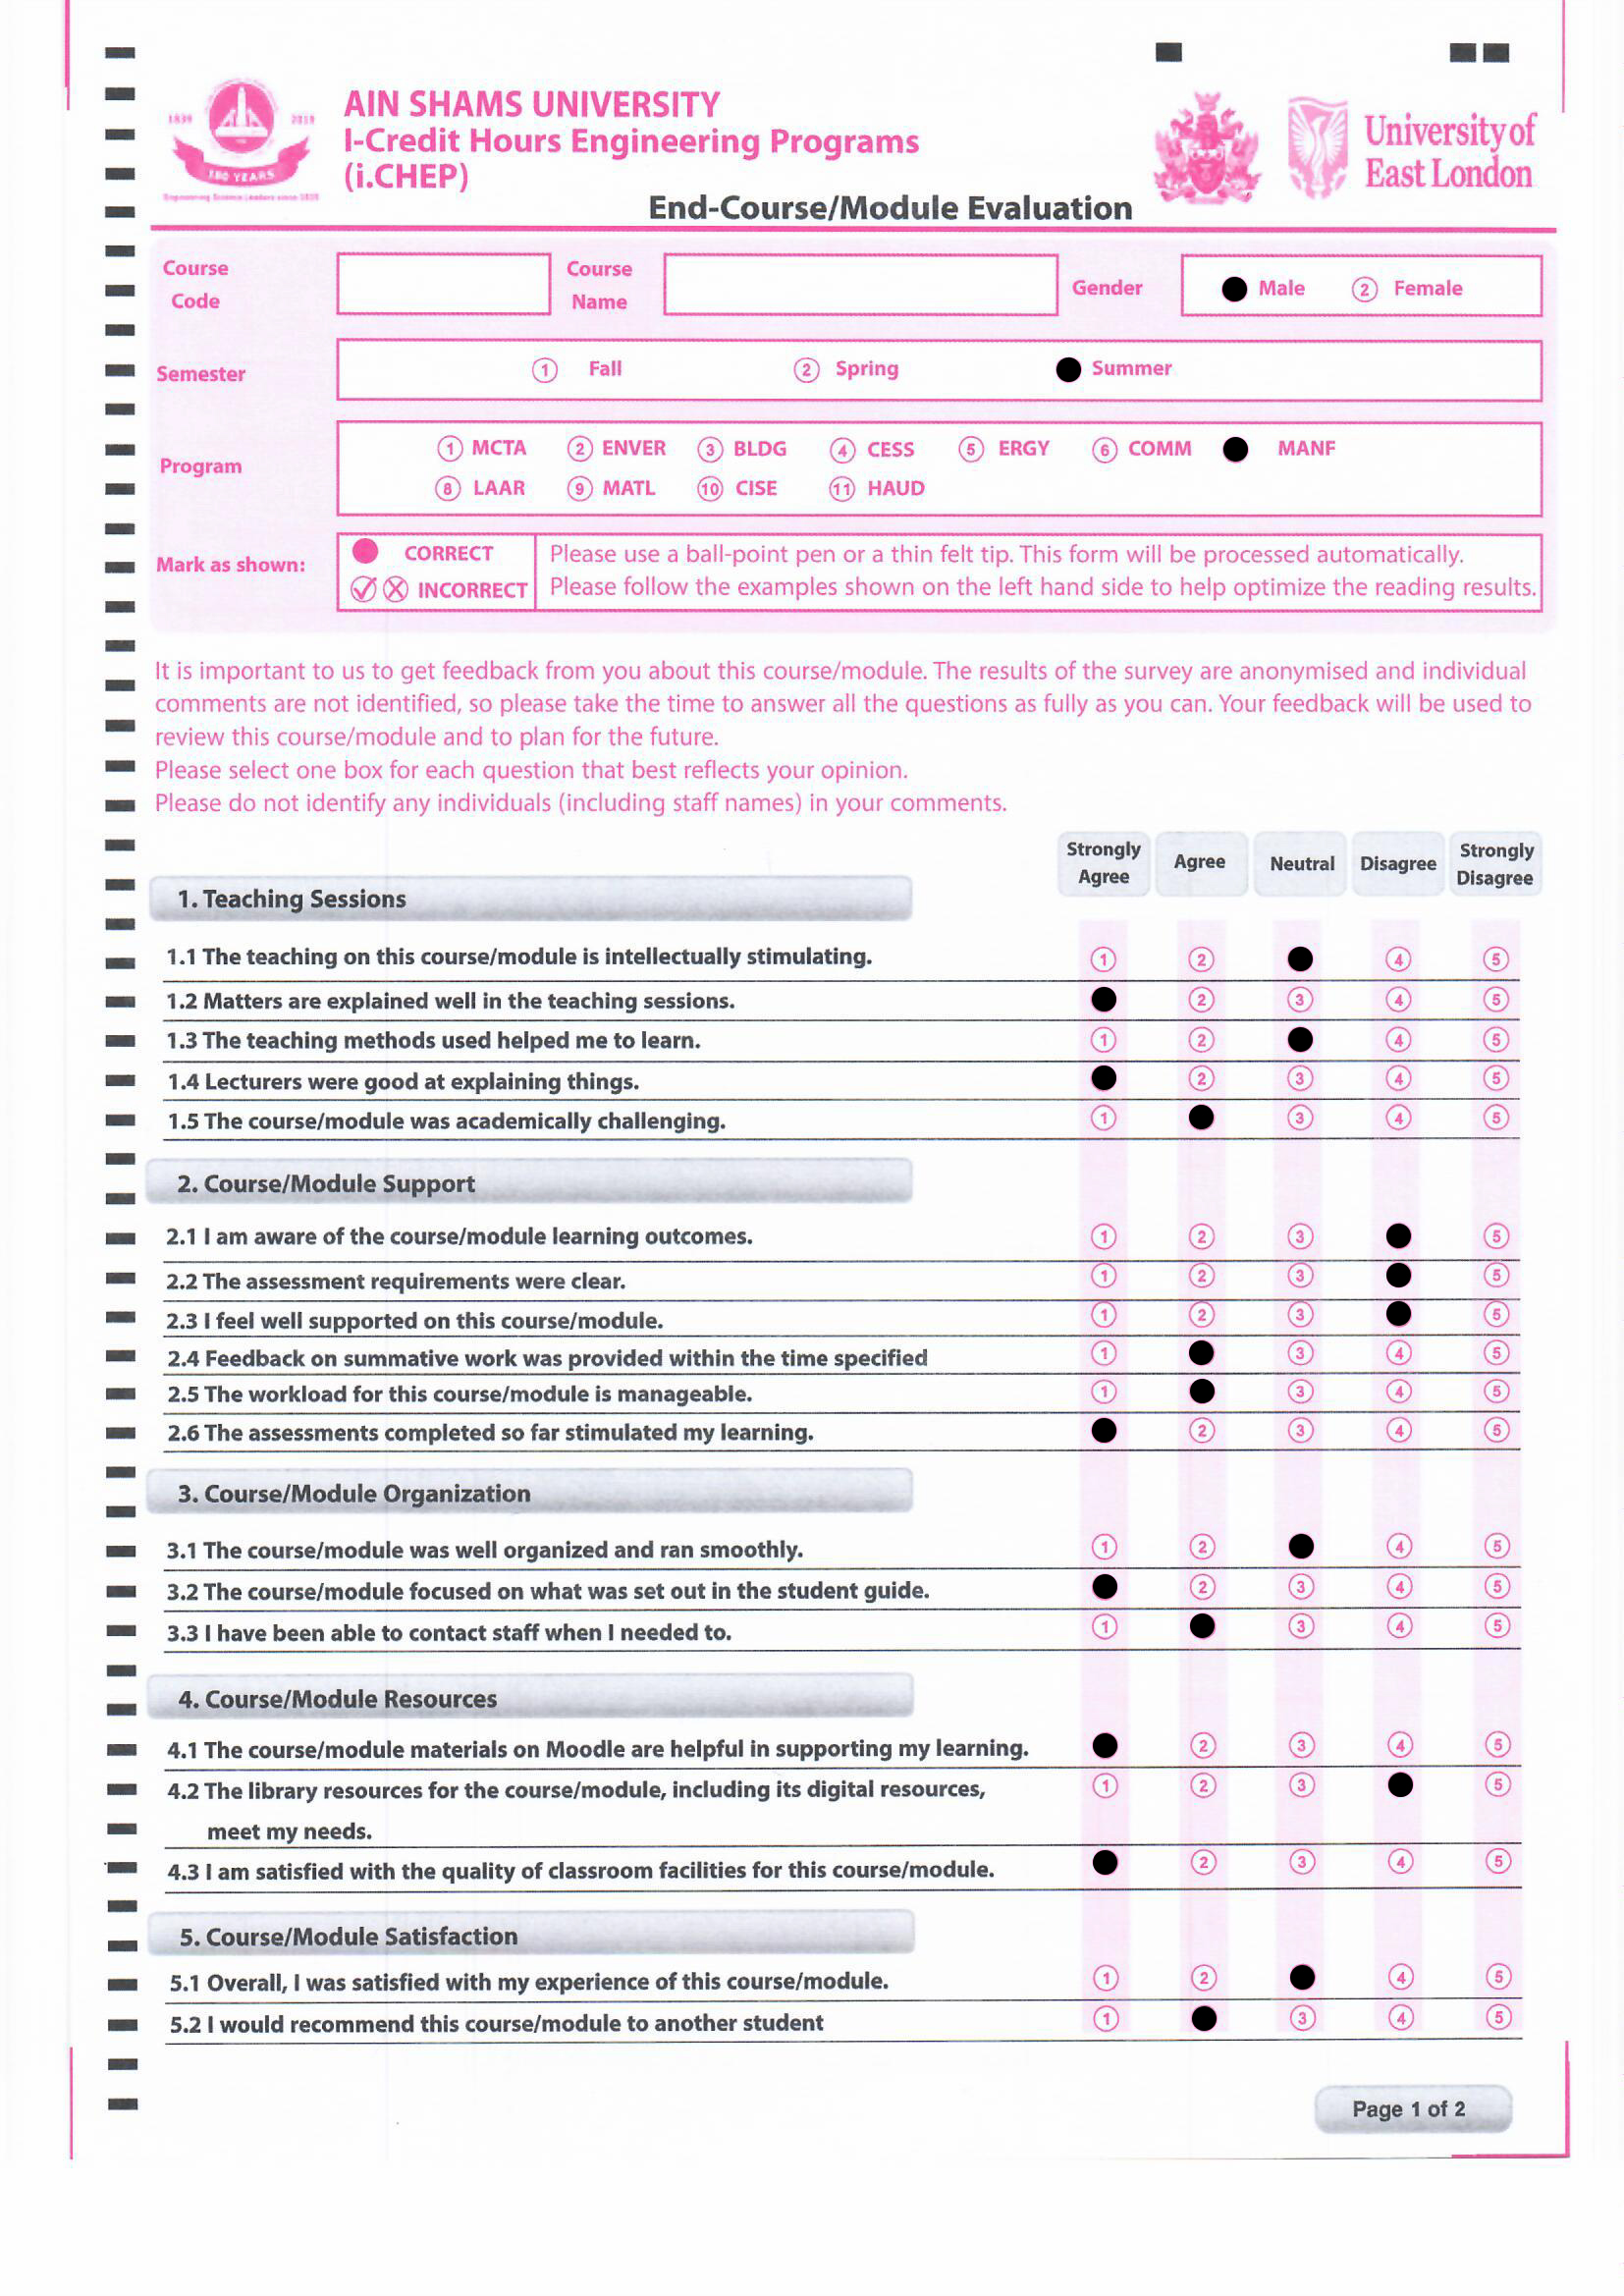 1839 2019
180 YEARS
AIN SHAMS UNIVERSITY
I-Credit Hours Engineering Programs
(i.CHEP)
University of
East London
End-Course/Module Evaluation
Course Code
Course Name
Gender Male 2 Female
Semester 1 Fall 2 Spring Summer
Program
1 MCTA 2 ENVER 3 BLDG 4 CESS 5 ERGY 6 COMM MANF
8 LAAR 9 MATL 10 CISE 11 HAUD
Mark as shown:
CORRECT
INCORRECT
Please use a ball-point pen or a thin felt tip. This form will be processed automatically.
Please follow the examples shown on the left hand side to help optimize the reading results.
It is important to us to get feedback from you about this course/module. The results of the survey are anonymised and individual
comments are not identified, so please take the time to answer all the questions as fully as you can. Your feedback will be used to
review this course/module and to plan for the future.
Please select one box for each question that best reflects your opinion.
Please do not identify any individuals (including staff names) in your comments.
Strongly Agree Agree Neutral Disagree Strongly Disagree
1. Teaching Sessions
1.1 The teaching on this course/module is intellectually stimulating. 1 2 4 5
1.2 Matters are explained well in the teaching sessions. 2 3 4 5
1.3 The teaching methods used helped me to learn. 1 2 4 5
1.4 Lecturers were good at explaining things. 2 3 4 5
1.5 The course/module was academically challenging. 1 3 4 5
2. Course/Module Support
2.1 I am aware of the course/module learning outcomes. 1 2 3 5
2.2 The assessment requirements were clear. 1 2 3 5
2.3 I feel well supported on this course/module. 1 2 3 5
2.4 Feedback on summative work was provided within the time specified 1 3 4 5
2.5 The workload for this course/module is manageable. 1 3 4 5
2.6 The assessments completed so far stimulated my learning. 2 3 4 5
3. Course/Module Organization
3.1 The course/module was well organized and ran smoothly. 1 2 4 5
3.2 The course/module focused on what was set out in the student guide. 2 3 4 5
3.3 I have been able to contact staff when I needed to. 1 3 4 5
4. Course/Module Resources
4.1 The course/module materials on Moodle are helpful in supporting my learning. 2 3 4 5
4.2 The library resources for the course/module, including its digital resources, 1 2 3 5
meet my needs.
4.3 I am satisfied with the quality of classroom facilities for this course/module. 2 3 4 5
5. Course/Module Satisfaction
5.1 Overall, I was satisfied with my experience of this course/module. 1 2 4 5
5.2 I would recommend this course/module to another student 1 3 4 5
Page 1 of 2